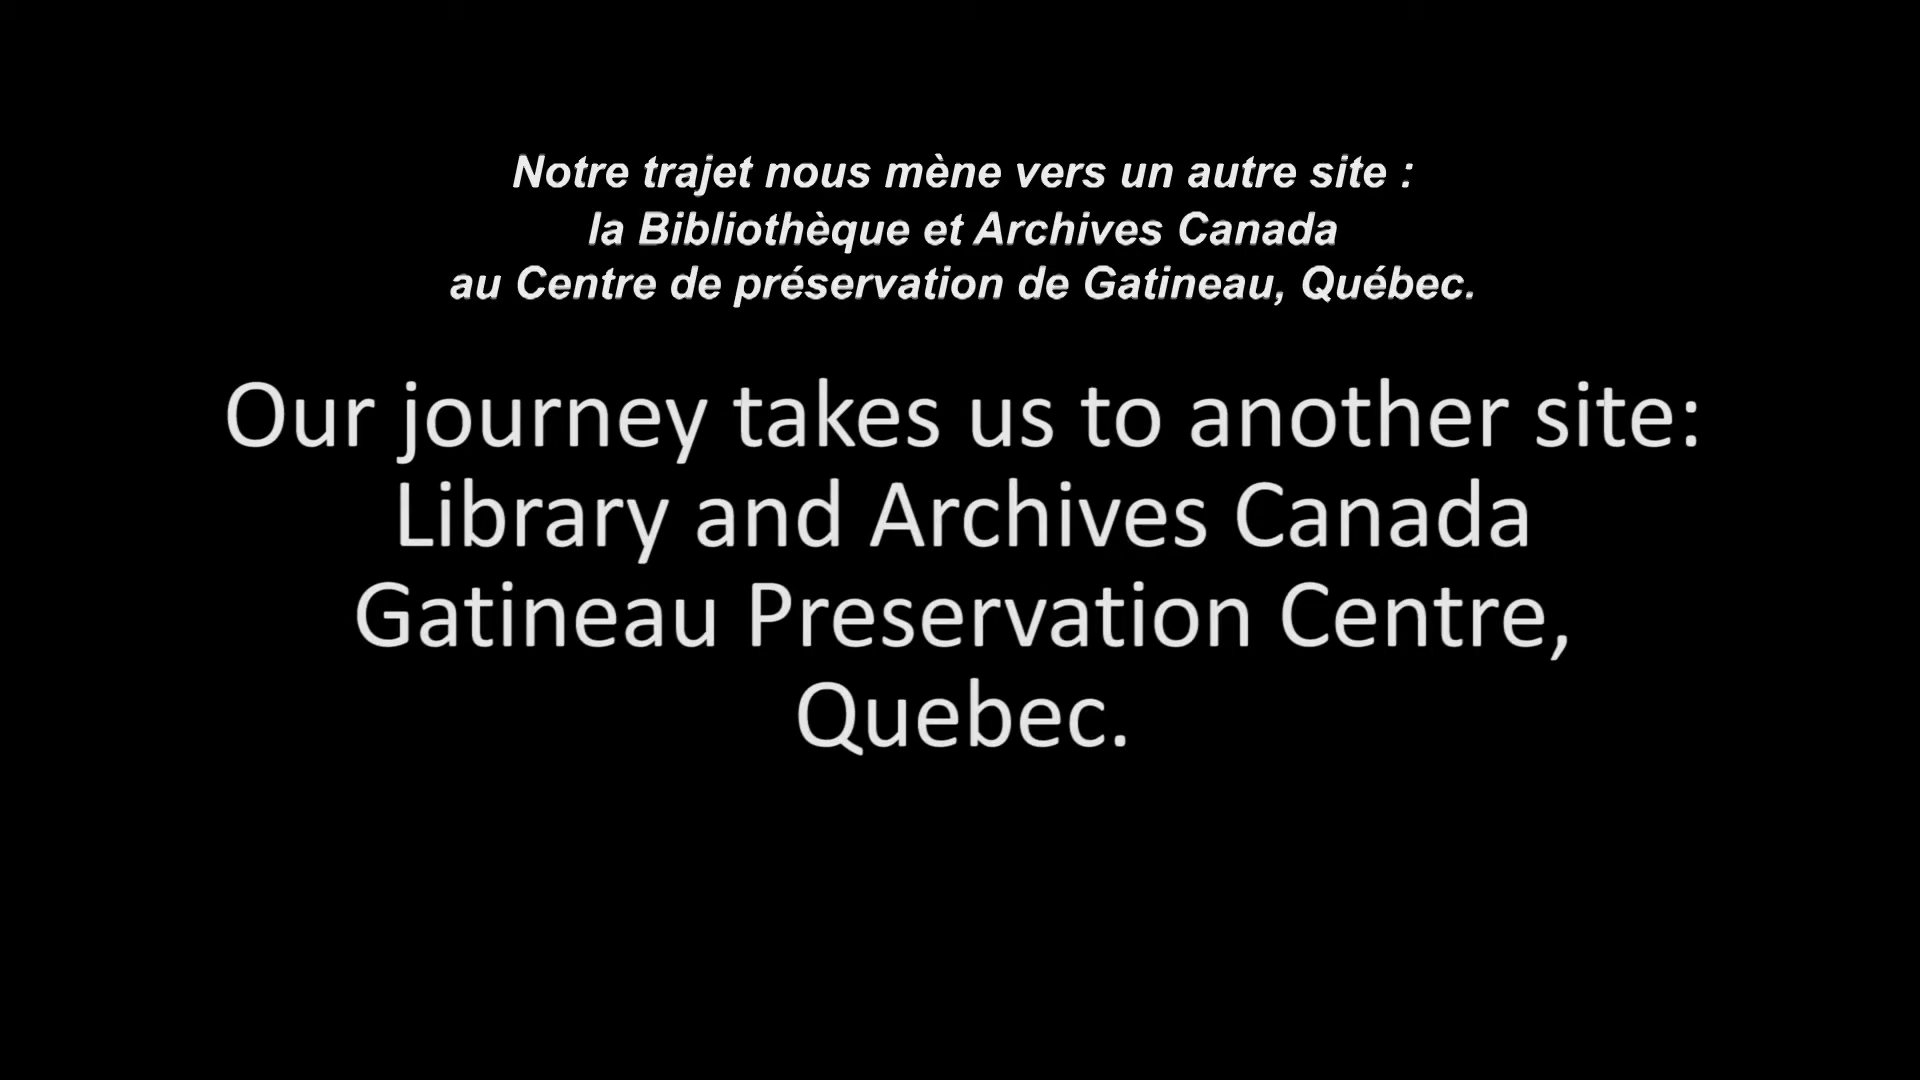 Notre trajet nous mène vers un autre site :
la Bibliothèque et Archives Canada
au Centre de préservation de Gatineau, Québec.
Our journey takes us to another site:
Library and Archives Canada
Gatineau Preservation Centre,
Quebec.